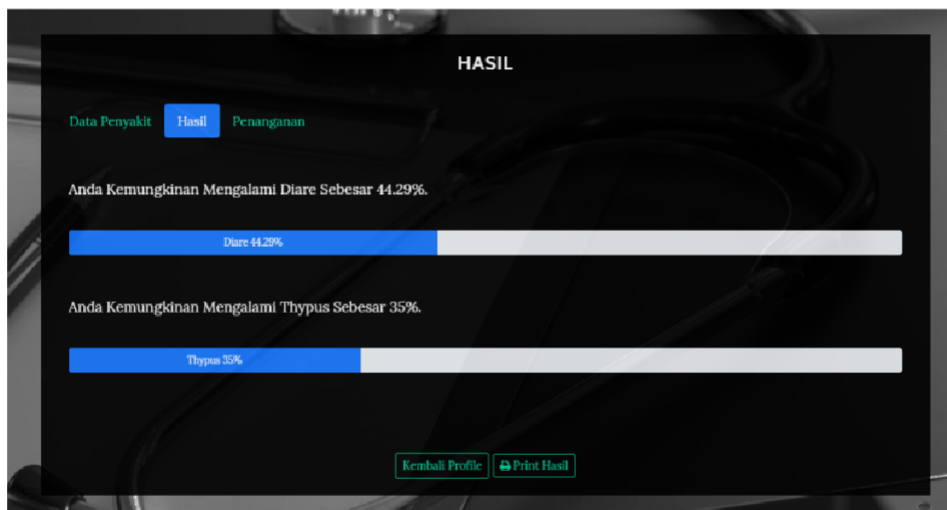 HASIL
Data Penyakit Hasil Penanganan
Anda Kemungkinan Mengalami Diare Sebesar 44.29%.
Diare 44.29%
Anda Kemungkinan Mengalami Thypus Sebesar 35%.
Thypus 35%
Kembali Profile Print Hasil